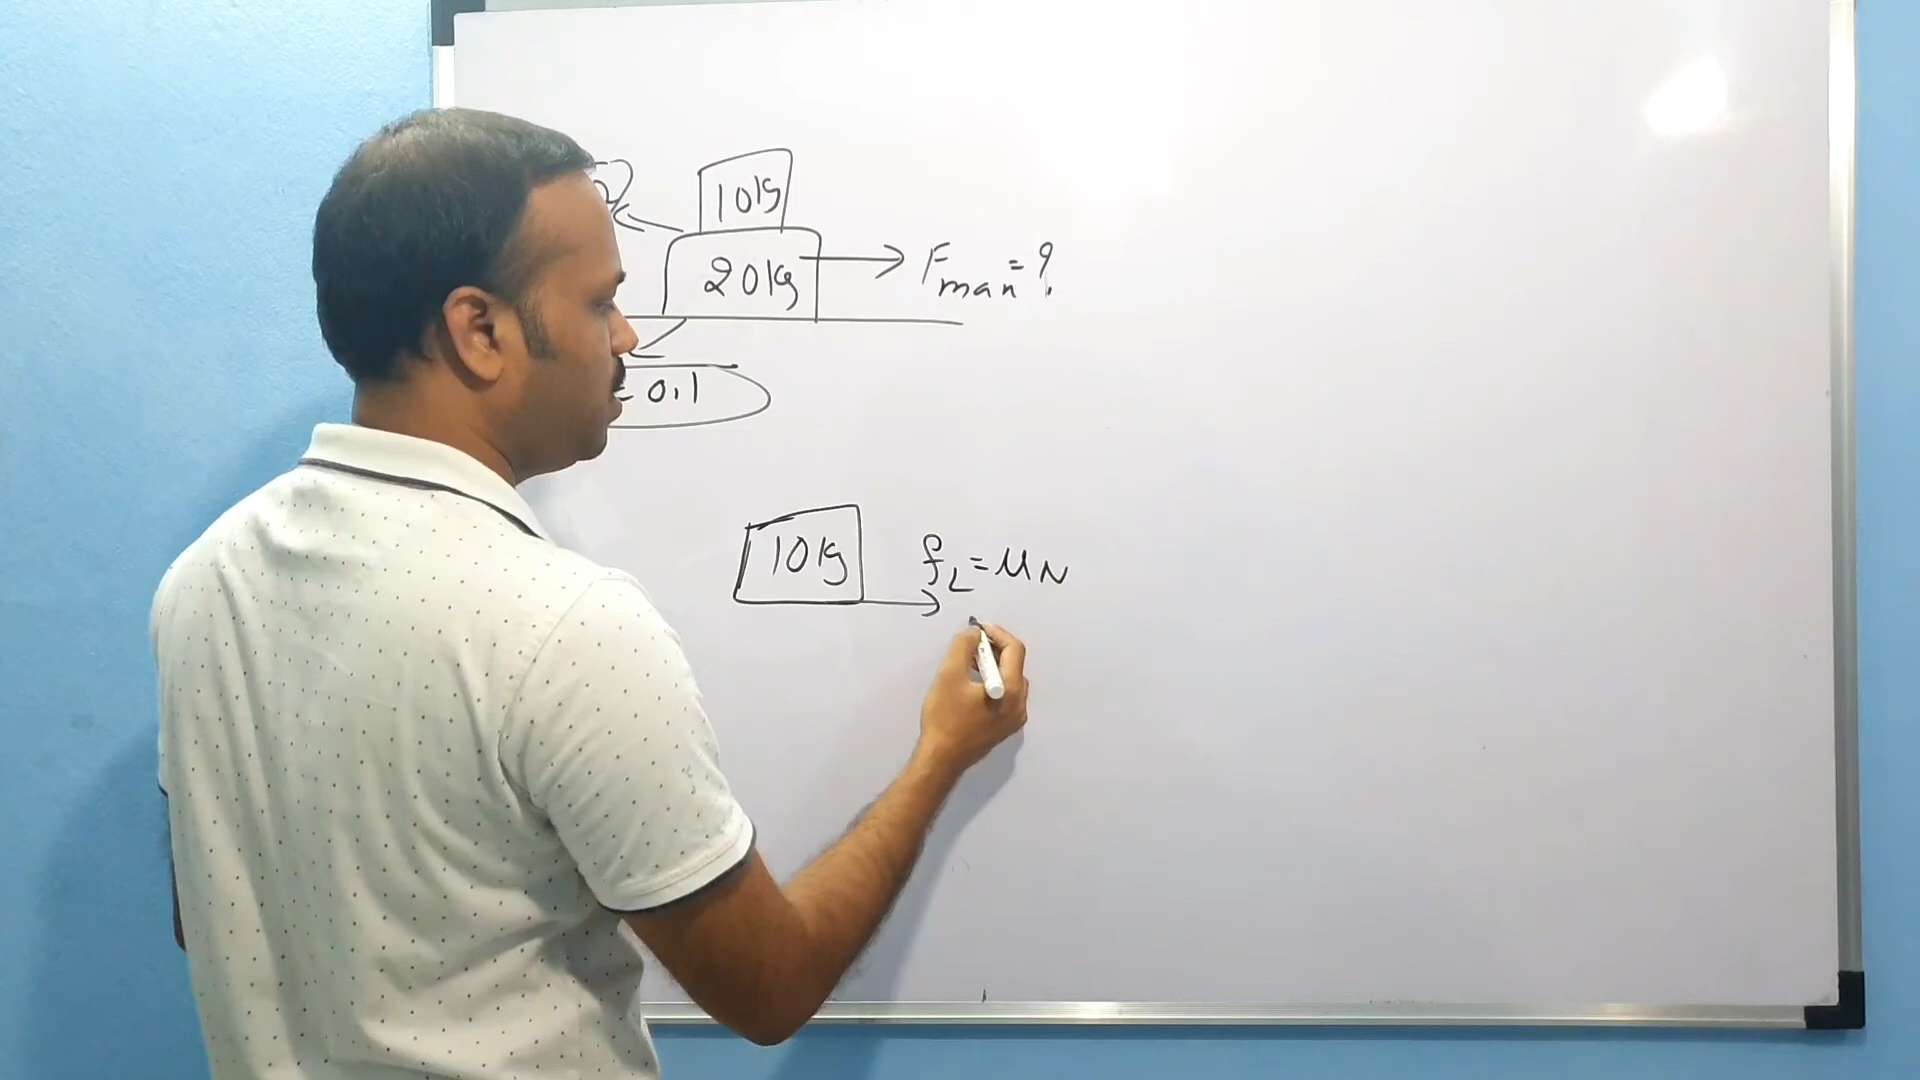 10kg
20kg
Fman = ?
= 0.1
10kg
fL = μN